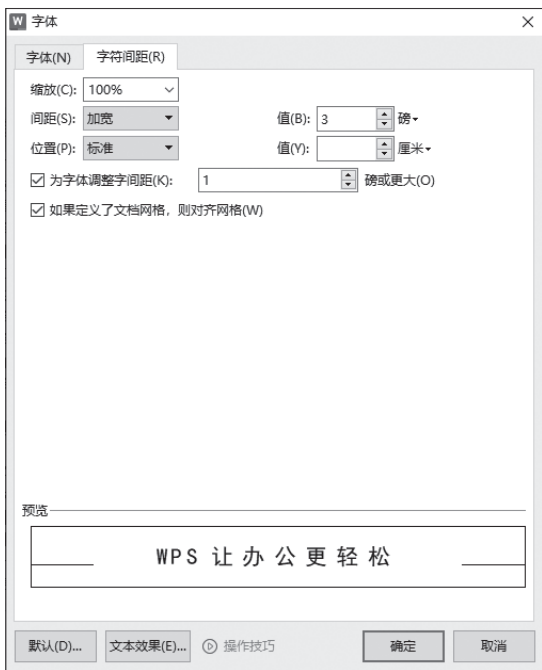 W 字体
字体(N) 字符间距(R)
缩放(C): 100%
间距(S): 加宽 值(B): 3 磅
位置(P): 标准 值(Y): 厘米
为字体调整字间距(K): 1 磅或更大(O)
如果定义了文档网格，则对齐网格(W)
预览
WPS 让办公更轻松
默认(D)... 文本效果(E)... 操作技巧 确定 取消